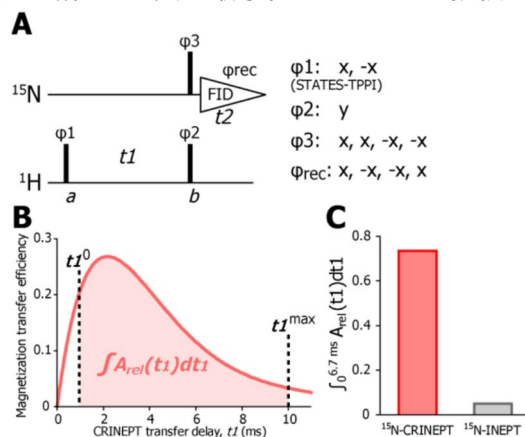 A
φ3
φrec
¹⁵N
FID
t2
φ1
t1
φ2
¹H
a
b
φ1: x, -x
(STATES-TPPI)
φ2: y
φ3: x, x, -x, -x
φrec: x, -x, -x, x
B
Magnetization transfer efficiency
0.3
0.2
0.1
0
t1⁰
t1ᵐᵃˣ
∫Arel(t1)dt1
0 2 4 6 8 10
CRINEPT transfer delay, t1 (ms)
C
∫₀⁶·⁷ ᵐˢ Arel(t1)dt1
0.8
0.6
0.4
0.2
0
¹⁵N-CRINEPT ¹⁵N-INEPT